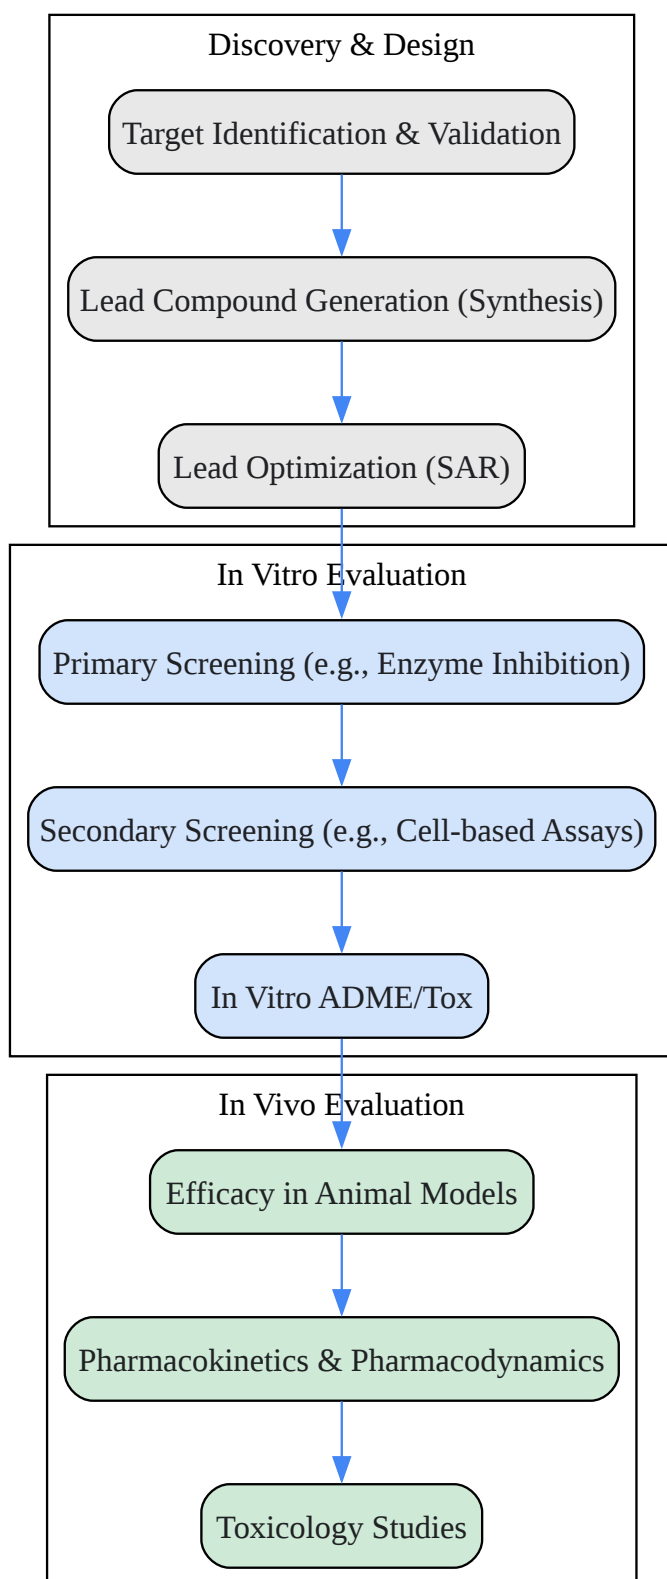 Discovery & Design
Target Identification & Validation
Lead Compound Generation (Synthesis)
Lead Optimization (SAR)
In Vitro Evaluation
Primary Screening (e.g., Enzyme Inhibition)
Secondary Screening (e.g., Cell-based Assays)
In Vitro ADME/Tox
In Vivo Evaluation
Efficacy in Animal Models
Pharmacokinetics & Pharmacodynamics
Toxicology Studies